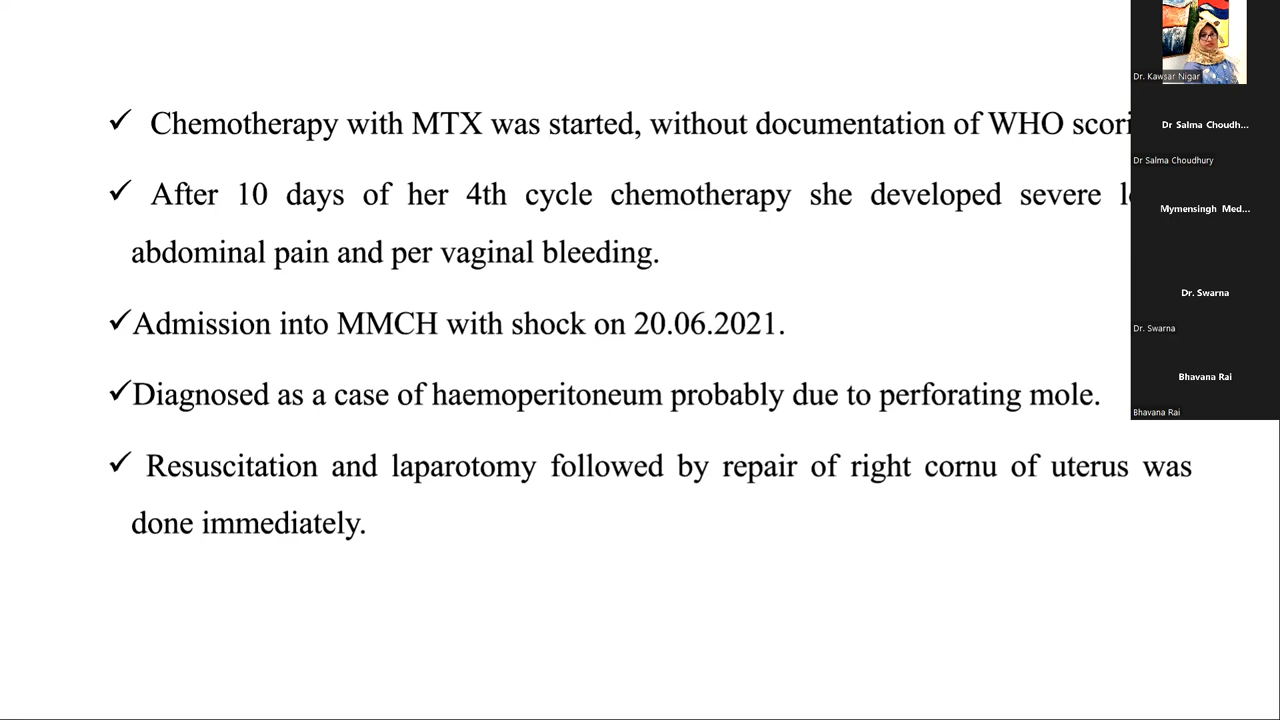 ✓ Chemotherapy with MTX was started, without documentation of WHO
✓ After 10 days of her 4th cycle chemotherapy she developed severe
abdominal pain and per vaginal bleeding.
✓Admission into MMCH with shock on 20.06.2021.
✓Diagnosed as a case of haemoperitoneum probably due to perforating mole.
✓ Resuscitation and laparotomy followed by repair of right cornu of uterus was
done immediately.
Dr. Kawsar Nigar
Dr Salma Choudh...
Dr Salma Choudhury
Mymensingh Med...
Dr. Swarna
Dr. Swarna
Bhavana Rai
Bhavana Rai